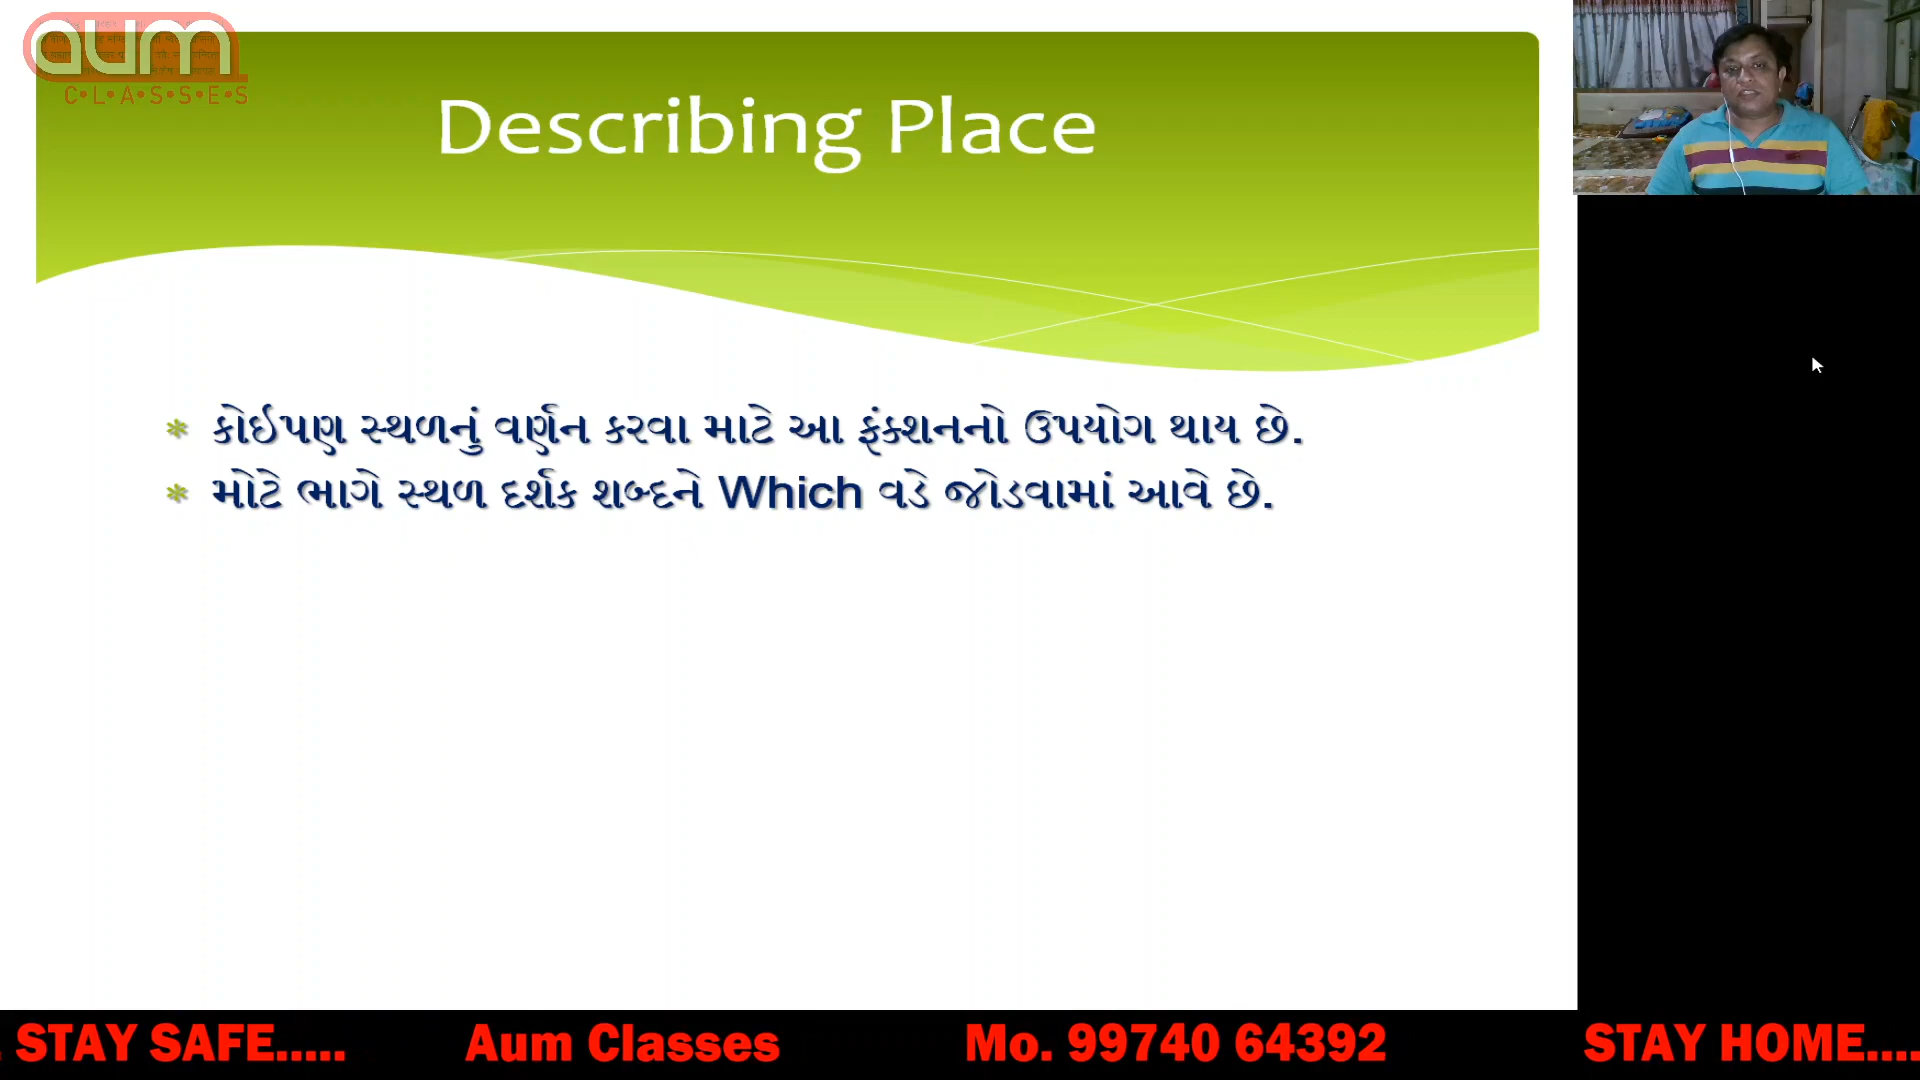 aum
C•L•A•S•S•E•S
Describing Place
* કોઈપણ સ્થળનું વર્ણન કરવા માટે આ ફંક્શનનો ઉપયોગ થાય છે.
* મોટે ભાગે સ્થળ દર્શક શબ્દને Which વડે જોડવામાં આવે છે.
. STAY SAFE..... Aum Classes Mo. 99740 64392 STAY HOME....